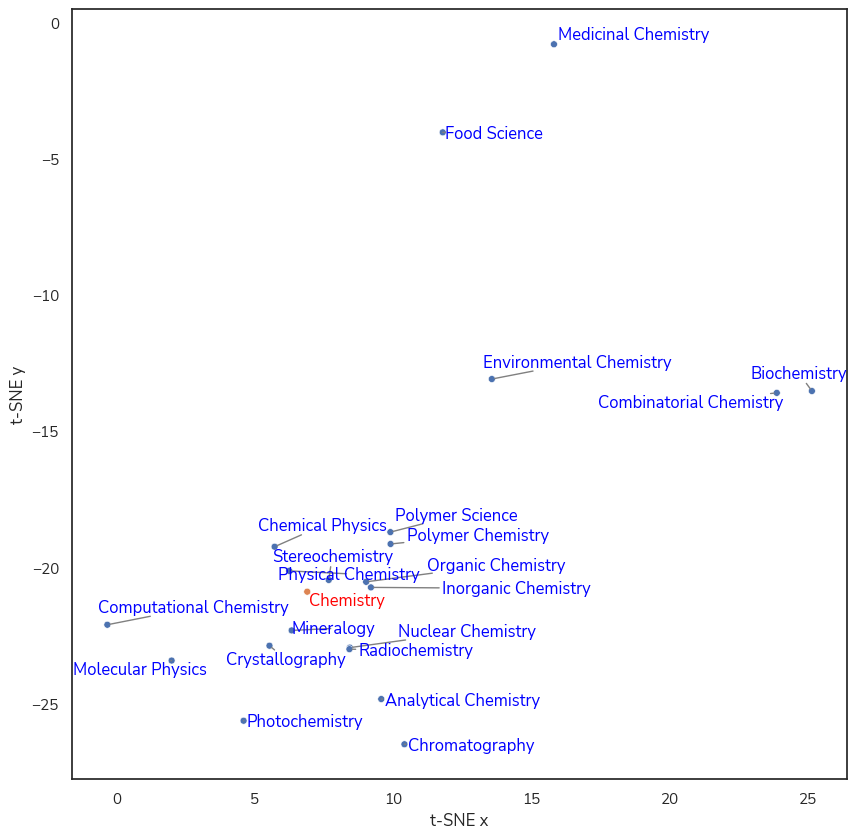 0
Medicinal Chemistry
Food Science
−5
−10
Environmental Chemistry
Biochemistry
Combinatorial Chemistry
t-SNE y
−15
Polymer Science
Chemical Physics
Polymer Chemistry
Stereochemistry
−20
Organic Chemistry
Physical Chemistry
Inorganic Chemistry
Chemistry
Computational Chemistry
Mineralogy
Nuclear Chemistry
Radiochemistry
Crystallography
Molecular Physics
−25
Analytical Chemistry
Photochemistry
Chromatography
0 5 10 15 20 25
t-SNE x